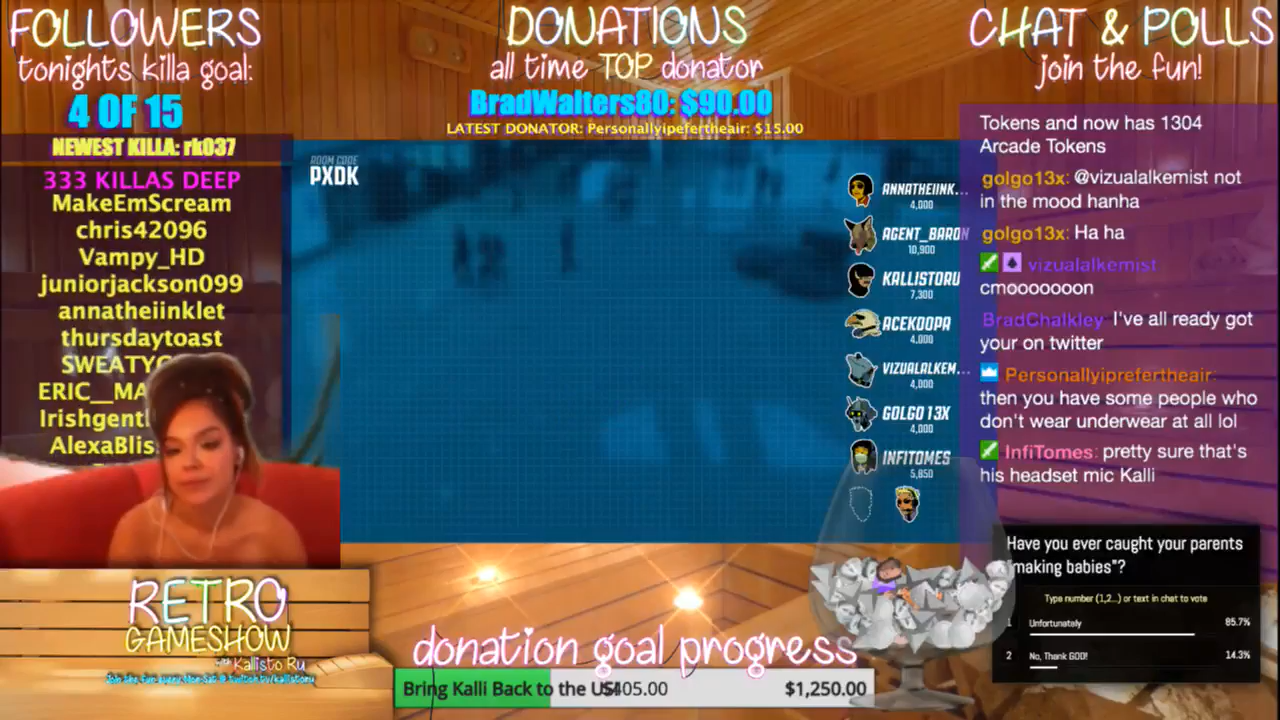 FOLLOWERS
tonights killa goal:
4 OF 15
NEWEST KILLA: rk037
333 KILLAS DEEP
MakeEmScream
chris42096
Vampy_HD
juniorjackson099
annatheiinklet
thursdaytoast
SWEATY
ERIC__MA
Irishgent
AlexaBlis
RETRO
GAMESHOW
with Kallisto Ru
DONATIONS
all time TOP donator
BradWalters80: $90.00
LATEST DONATOR: Personallyipefertheair: $15.00
ROOM CODE
PXDK
ANNATHEIINK...
4,000
AGENT_BARON
10,900
KALLISTORU
7,300
ACEKOOPA
4,000
VIZUALALKEM...
4,000
GOLGO13X
4,000
INFITOMES
5,850
donation goal progress
Bring Kalli Back to the US!
$405.00
$1,250.00
CHAT & POLLS
join the fun!
Tokens and now has 1304
Arcade Tokens
golgo13x: @vizualalkemist not
in the mood hanha
golgo13x: Ha ha
vizualalkemist
cmooooooon
BradChalkley: I've all ready got
your on twitter
Personallyiprefertheair:
then you have some people who
don't wear underwear at all lol
InfiTomes: pretty sure that's
his headset mic Kalli
Have you ever caught your parents
"making babies"?
Type number (1,2...) or text in chat to vote
1 Unfortunately 85.7%
2 No, Thank GOD! 14.3%